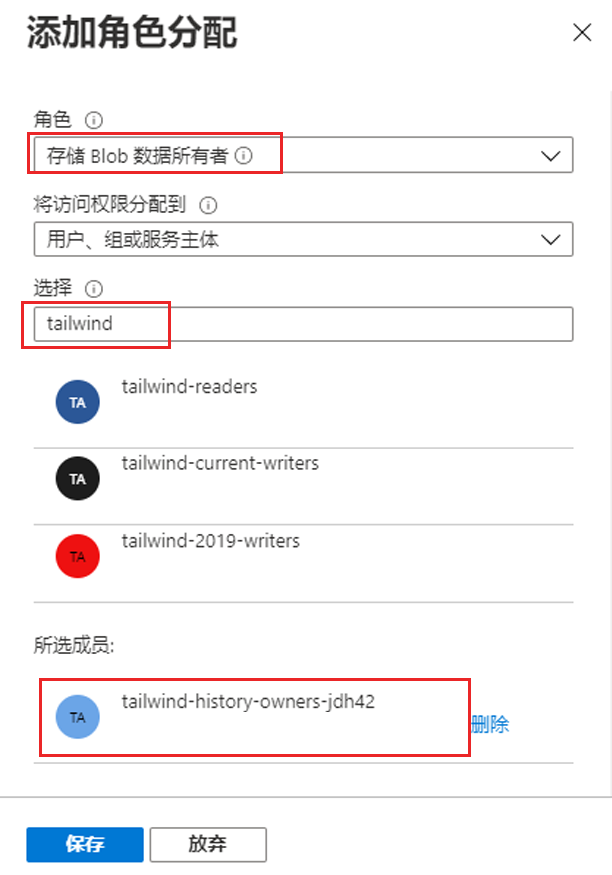 添加角色分配
角色
存储 Blob 数据所有者
将访问权限分配到
用户、组或服务主体
选择
tailwind
TA tailwind-readers
TA tailwind-current-writers
TA tailwind-2019-writers
所选成员:
TA tailwind-history-owners-jdh42
删除
保存 放弃